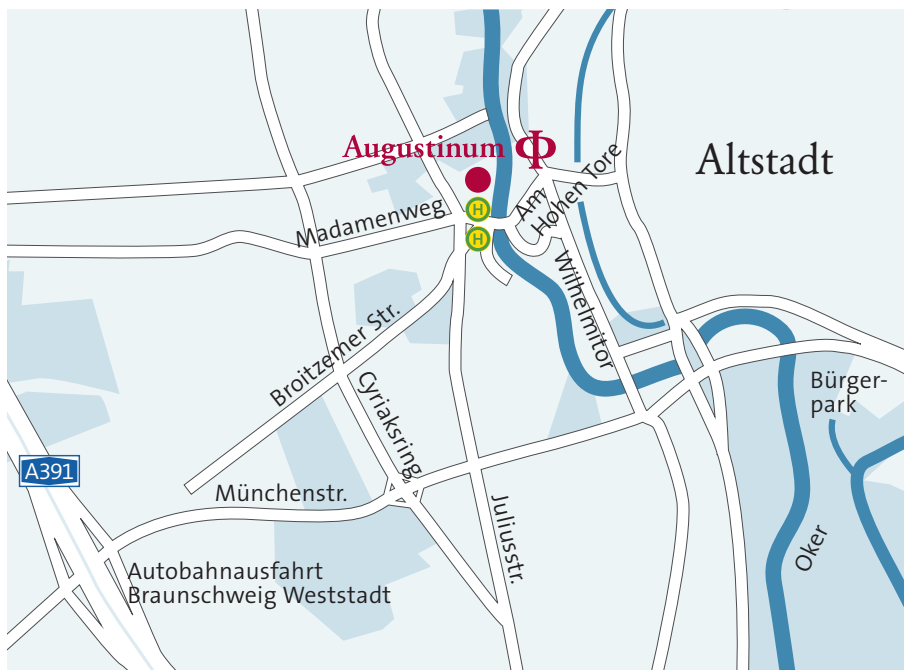 Augustinum Φ
Altstadt
H
H
Am
Hohen Tore
Madamenweg
Wilhelmitor
Broitzemer Str.
Cyriaksring
Bürger-
park
A391
Münchenstr.
Juliusstr.
Oker
Autobahnausfahrt
Braunschweig Weststadt